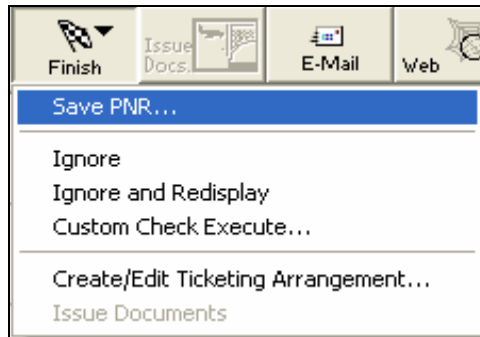 Finish
Issue
Docs.
E-Mail
Web
Save PNR...
Ignore
Ignore and Redisplay
Custom Check Execute...
Create/Edit Ticketing Arrangement...
Issue Documents